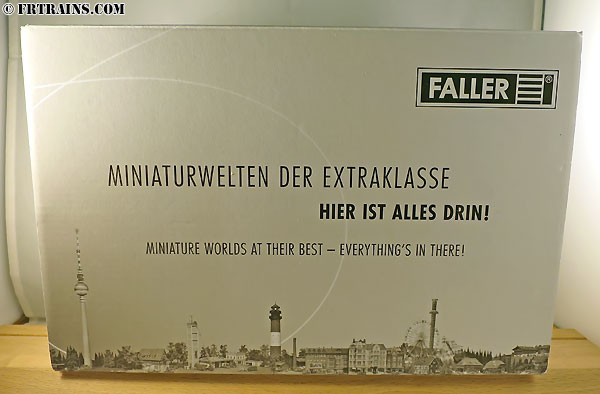 © FRTRAINS.COM
FALLER ®
MINIATURWELTEN DER EXTRAKLASSE
HIER IST ALLES DRIN!
MINIATURE WORLDS AT THEIR BEST – EVERYTHING'S IN THERE!